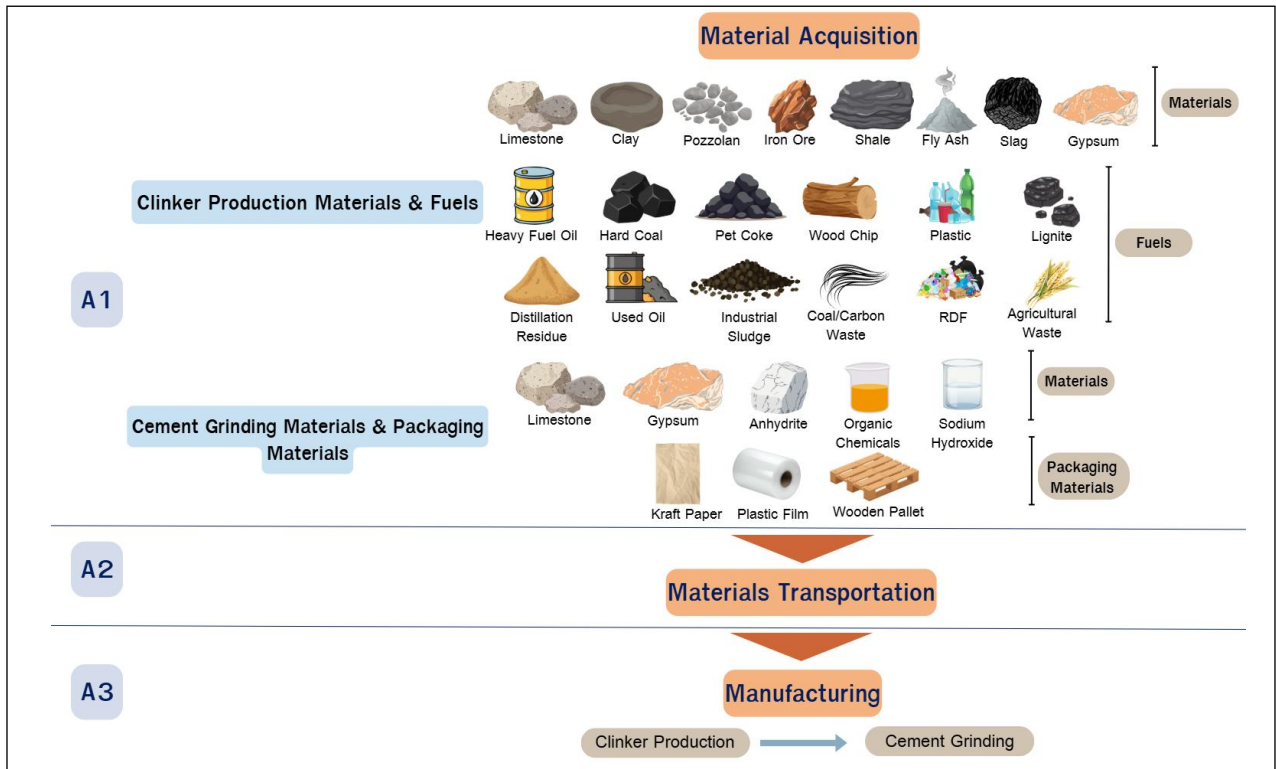 Material Acquisition
Limestone
Clay
Pozzolan
Iron Ore
Shale
Fly Ash
Slag
Gypsum
Materials
Clinker Production Materials & Fuels
Heavy Fuel Oil
Hard Coal
Pet Coke
Wood Chip
Plastic
Lignite
Fuels
A1
Distillation
Residue
Used Oil
Industrial
Sludge
Coal/Carbon
Waste
RDF
Agricultural
Waste
Cement Grinding Materials & Packaging
Materials
Limestone
Gypsum
Anhydrite
Organic
Chemicals
Sodium
Hydroxide
Materials
Kraft Paper
Plastic Film
Wooden Pallet
Packaging
Materials
A2
Materials Transportation
A3
Manufacturing
Clinker Production
Cement Grinding